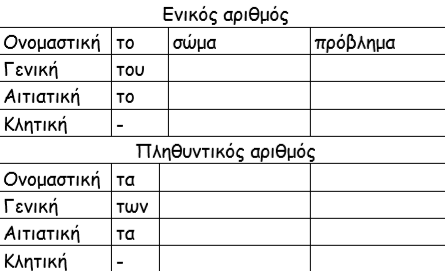 Ενικός αριθμός
Ονομαστική το σώμα πρόβλημα
Γενική του
Αιτιατική το
Κλητική -
Πληθυντικός αριθμός
Ονομαστική τα
Γενική των
Αιτιατική τα
Κλητική -